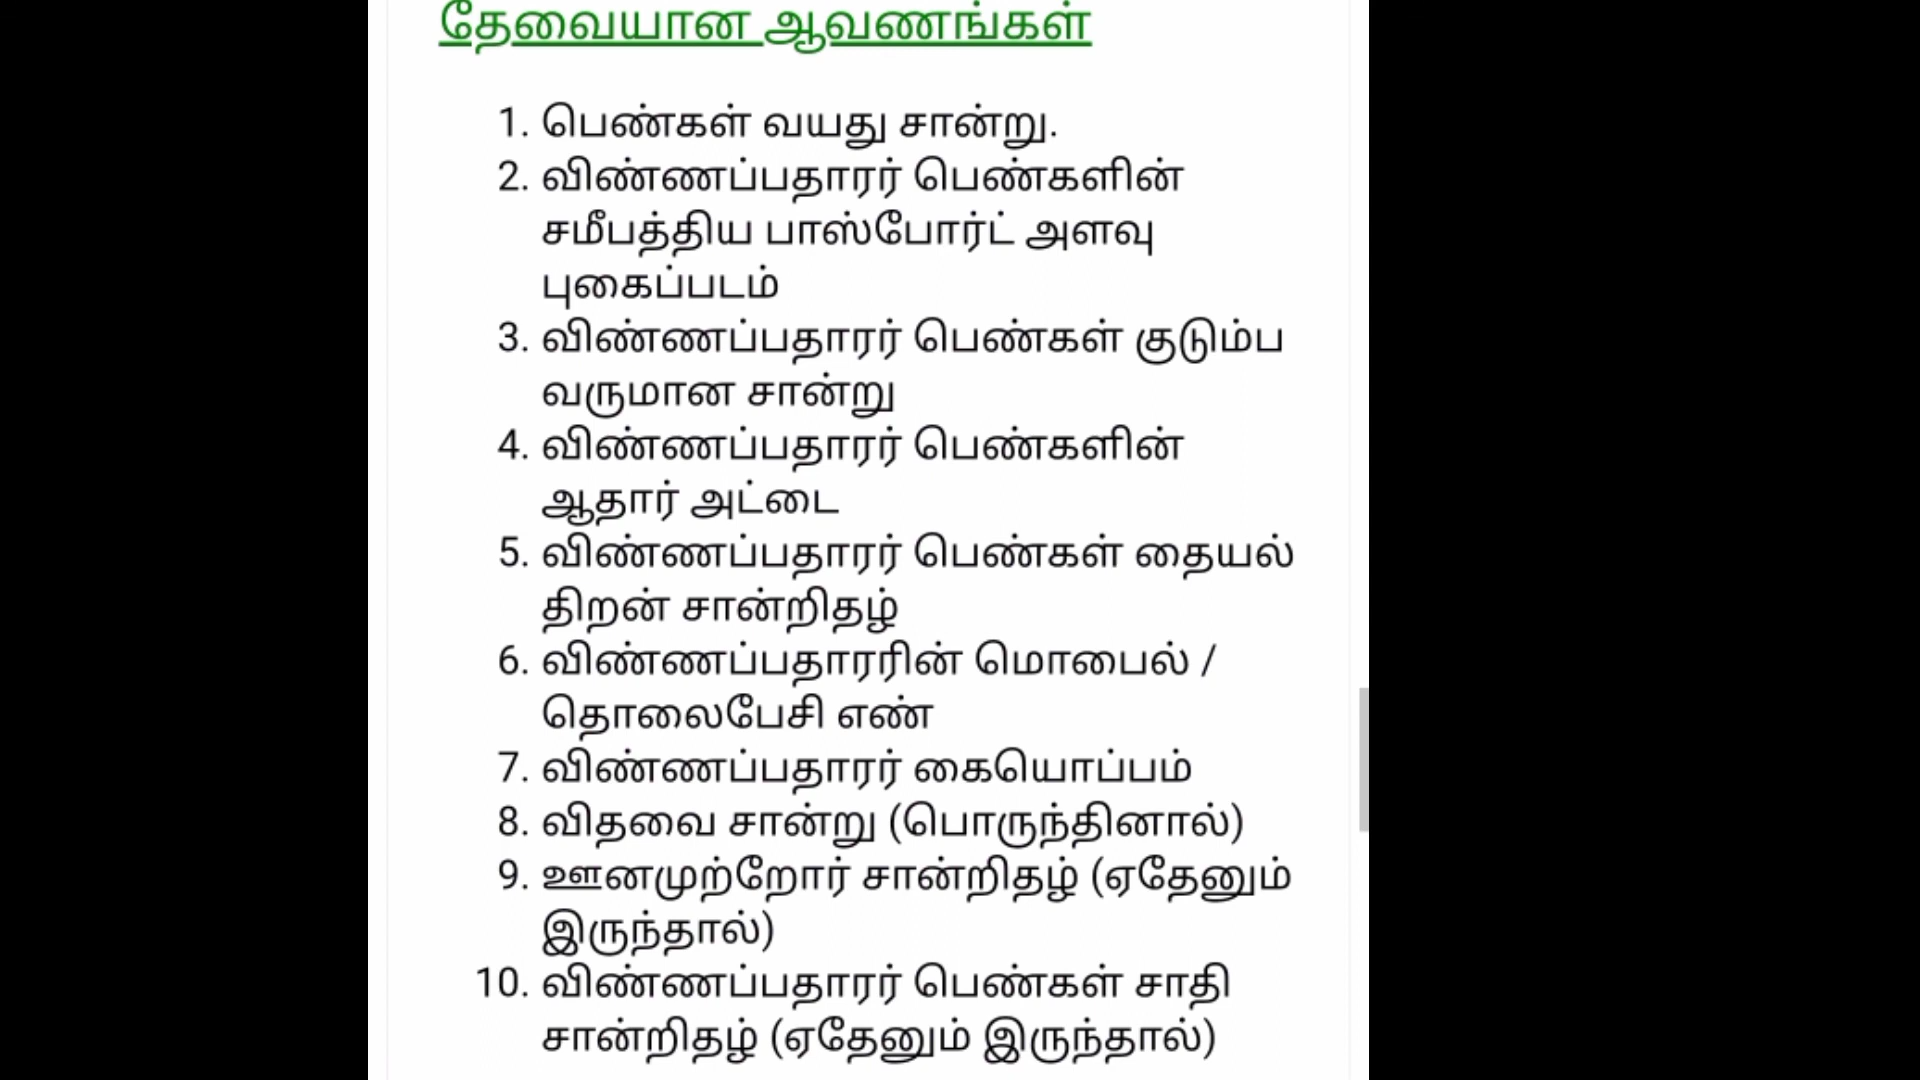 தேவையான ஆவணங்கள்
1. பெண்கள் வயது சான்று.
2. விண்ணப்பதாரர் பெண்களின்
சமீபத்திய பாஸ்போர்ட் அளவு
புகைப்படம்
3. விண்ணப்பதாரர் பெண்கள் குடும்ப
வருமான சான்று
4. விண்ணப்பதாரர் பெண்களின்
ஆதார் அட்டை
5. விண்ணப்பதாரர் பெண்கள் தையல்
திறன் சான்றிதழ்
6. விண்ணப்பதாரரின் மொபைல் /
தொலைபேசி எண்
7. விண்ணப்பதாரர் கையொப்பம்
8. விதவை சான்று (பொருந்தினால்)
9. ஊனமுற்றோர் சான்றிதழ் (ஏதேனும்
இருந்தால்)
10. விண்ணப்பதாரர் பெண்கள் சாதி
சான்றிதழ் (ஏதேனும் இருந்தால்)